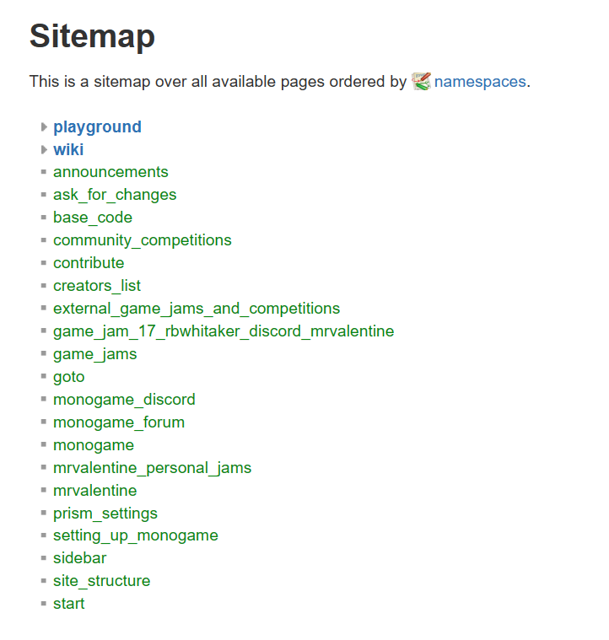 Sitemap
This is a sitemap over all available pages ordered by namespaces.
playground
wiki
announcements
ask_for_changes
base_code
community_competitions
contribute
creators_list
external_game_jams_and_competitions
game_jam_17_rbwhitaker_discord_mrvalentine
game_jams
goto
monogame_discord
monogame_forum
monogame
mrvalentine_personal_jams
mrvalentine
prism_settings
setting_up_monogame
sidebar
site_structure
start